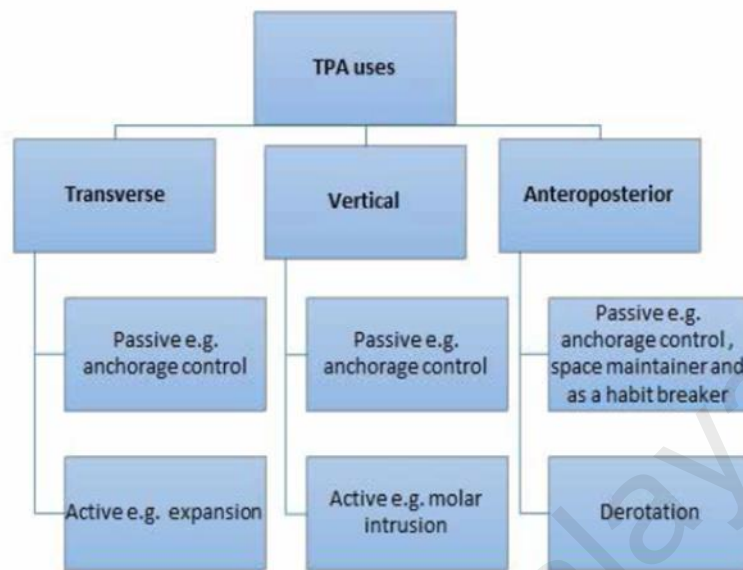 TPA uses
Transverse
Vertical
Anteroposterior
Passive e.g.
anchorage control
Passive e.g.
anchorage control
Passive e.g.
anchorage control ,
space maintainer and
as a habit breaker
Active e.g. expansion
Active e.g. molar
intrusion
Derotation